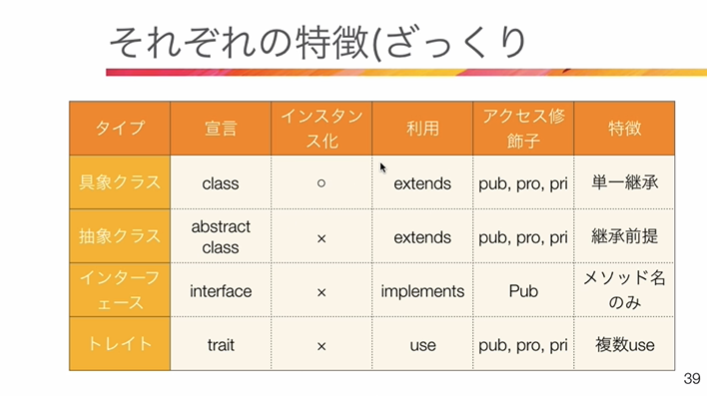 それぞれの特徴(ざっくり
タイプ 宣言 インスタンス化 利用 アクセス修飾子 特徴
具象クラス class ○ extends pub, pro, pri 単一継承
抽象クラス abstract class × extends pub, pro, pri 継承前提
インターフェース interface × implements Pub メソッド名のみ
トレイト trait × use pub, pro, pri 複数use
39